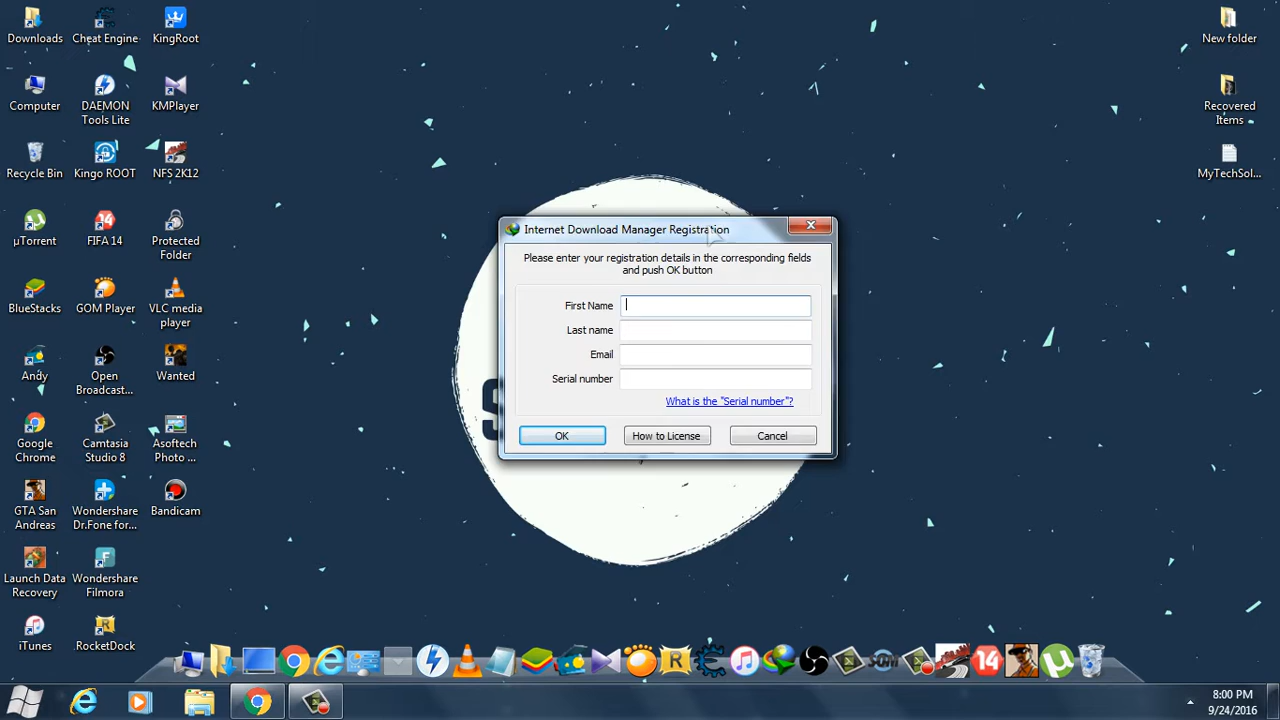 Downloads
Cheat Engine
KingRoot
New folder
Computer
DAEMON
Tools Lite
KMPlayer
Recovered
Items
Recycle Bin
Kingo ROOT
NFS 2K12
MyTechSol...
µTorrent
FIFA 14
Protected
Folder
BlueStacks
GOM Player
VLC media
player
Andy
Open
Broadcast...
Wanted
Google
Chrome
Camtasia
Studio 8
Asoftech
Photo ...
GTA San
Andreas
Wondershare
Dr.Fone for...
Bandicam
Launch Data
Recovery
Wondershare
Filmora
iTunes
RocketDock
Internet Download Manager Registration
Please enter your registration details in the corresponding fields
and push OK button
First Name
Last name
Email
Serial number
What is the "Serial number"?
OK
How to License
Cancel
8:00 PM
9/24/2016